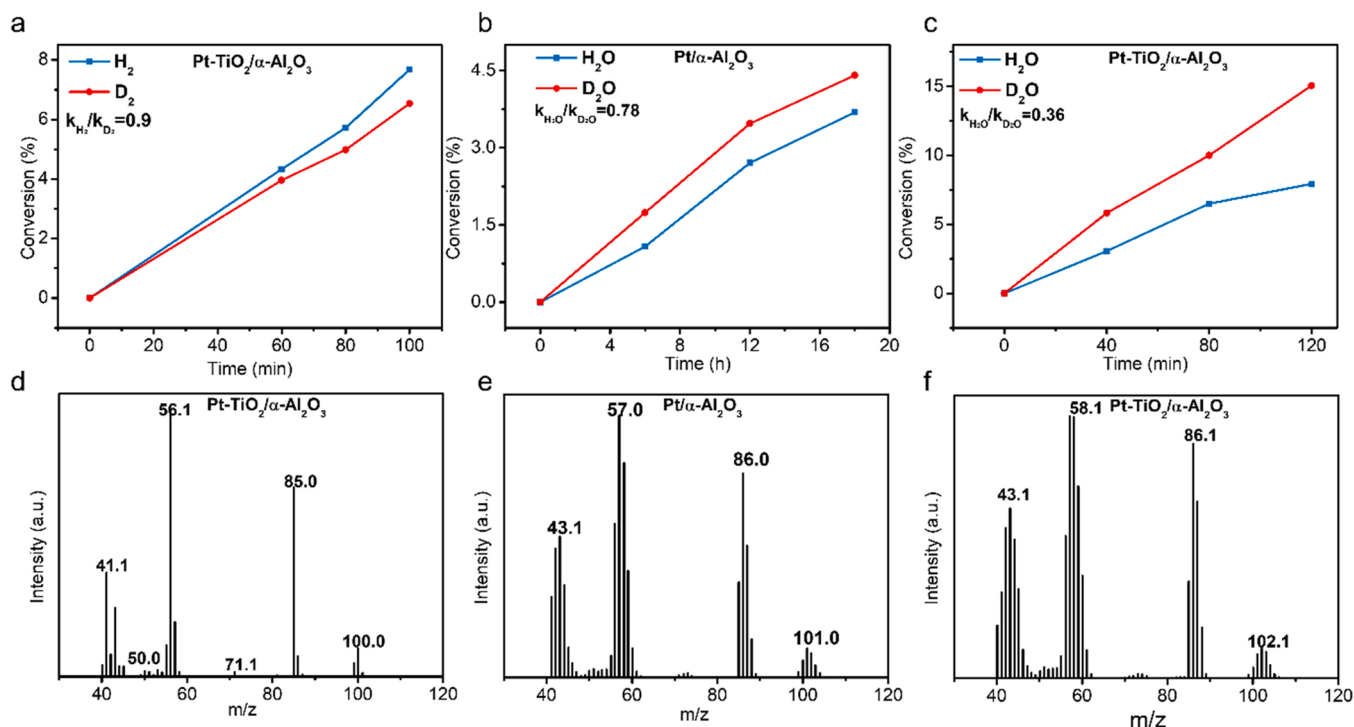 a
Pt-TiO₂/α-Al₂O₃
H₂
D₂
k_H₂/k_D₂=0.9
8
6
4
2
0
Conversion (%)
0 20 40 60 80 100
Time (min)
b
Pt/α-Al₂O₃
H₂O
D₂O
k_H₂O/k_D₂O=0.78
4.5
3.0
1.5
0.0
Conversion (%)
0 4 8 12 16 20
Time (h)
c
Pt-TiO₂/α-Al₂O₃
H₂O
D₂O
k_H₂O/k_D₂O=0.36
15
10
5
0
Conversion (%)
0 40 80 120
Time (min)
d
Pt-TiO₂/α-Al₂O₃
56.1
85.0
41.1
100.0
50.0
71.1
Intensity (a.u.)
40 60 80 100 120
m/z
e
Pt/α-Al₂O₃
57.0
86.0
43.1
101.0
Intensity (a.u.)
40 60 80 100 120
m/z
f
Pt-TiO₂/α-Al₂O₃
58.1
86.1
43.1
102.1
Intensity (a.u.)
40 60 80 100 120
m/z